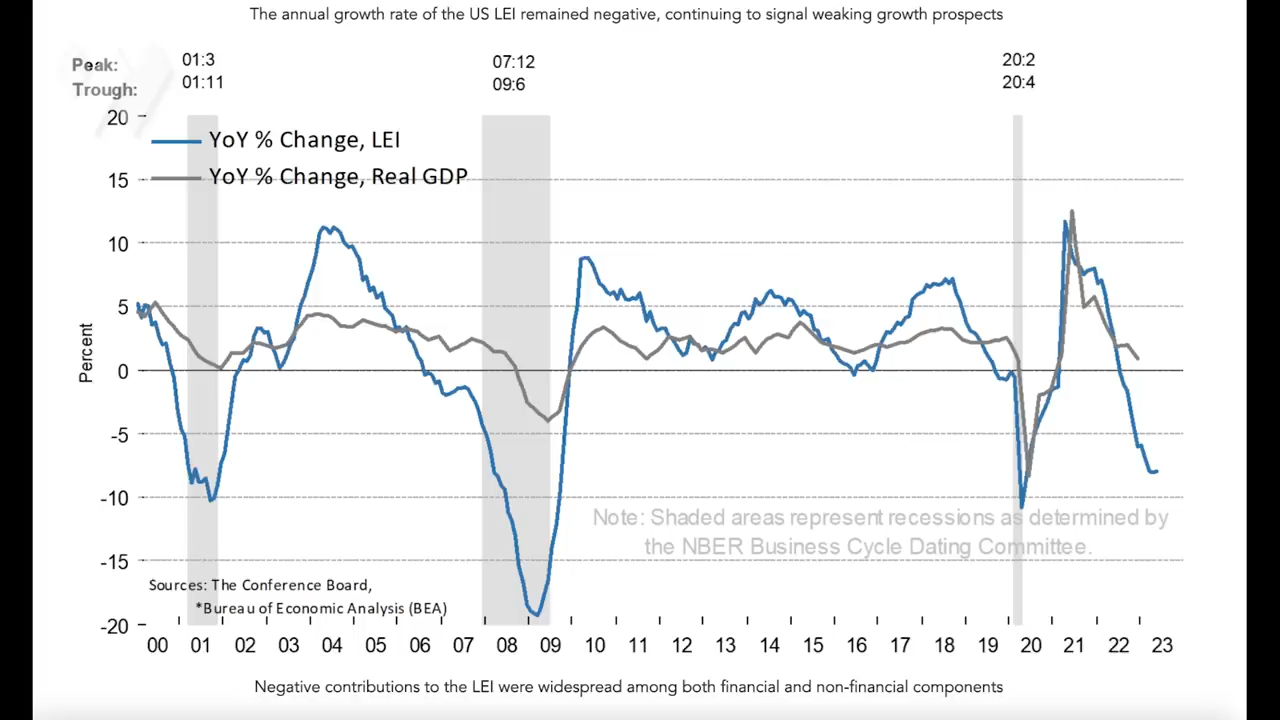 The annual growth rate of the US LEI remained negative, continuing to signal weaking growth prospects
Peak: 01:3 07:12 20:2
Trough: 01:11 09:6 20:4
20
YoY % Change, LEI
15 YoY % Change, Real GDP
10
5
Percent
0
-5
-10
Note: Shaded areas represent recessions as determined by
the NBER Business Cycle Dating Committee.
-15
Sources: The Conference Board,
*Bureau of Economic Analysis (BEA)
-20
00 01 02 03 04 05 06 07 08 09 10 11 12 13 14 15 16 17 18 19 20 21 22 23
Negative contributions to the LEI were widespread among both financial and non-financial components